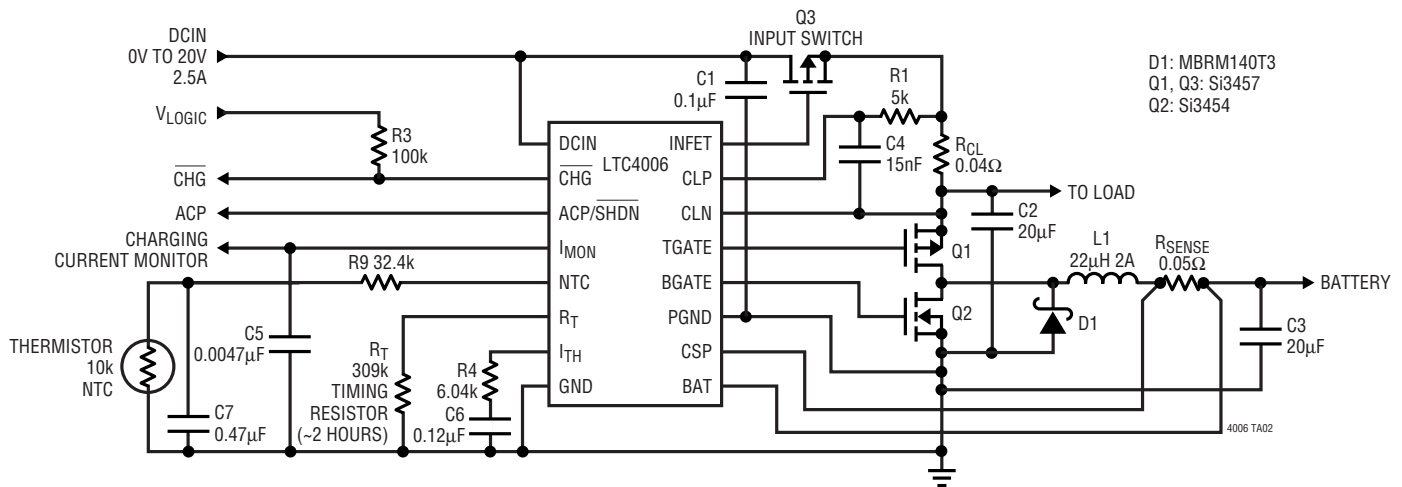 DCIN
0V TO 20V
2.5A
VLOGIC
R3
100k
CHG
ACP
CHARGING
CURRENT MONITOR
R9 32.4k
THERMISTOR
10k
NTC
C5
0.0047µF
C7
0.47µF
RT
309k
TIMING
RESISTOR
(~2 HOURS)
R4
6.04k
C6
0.12µF
LTC4006
DCIN
CHG
ACP/SHDN
IMON
NTC
RT
ITH
GND
INFET
CLP
CLN
TGATE
BGATE
PGND
CSP
BAT
C1
0.1µF
Q3
INPUT SWITCH
R1
5k
C4
15nF
RCL
0.04Ω
TO LOAD
C2
20µF
Q1
Q2
D1
L1
22µH 2A
RSENSE
0.05Ω
BATTERY
C3
20µF
D1: MBRM140T3
Q1, Q3: Si3457
Q2: Si3454
4006 TA02